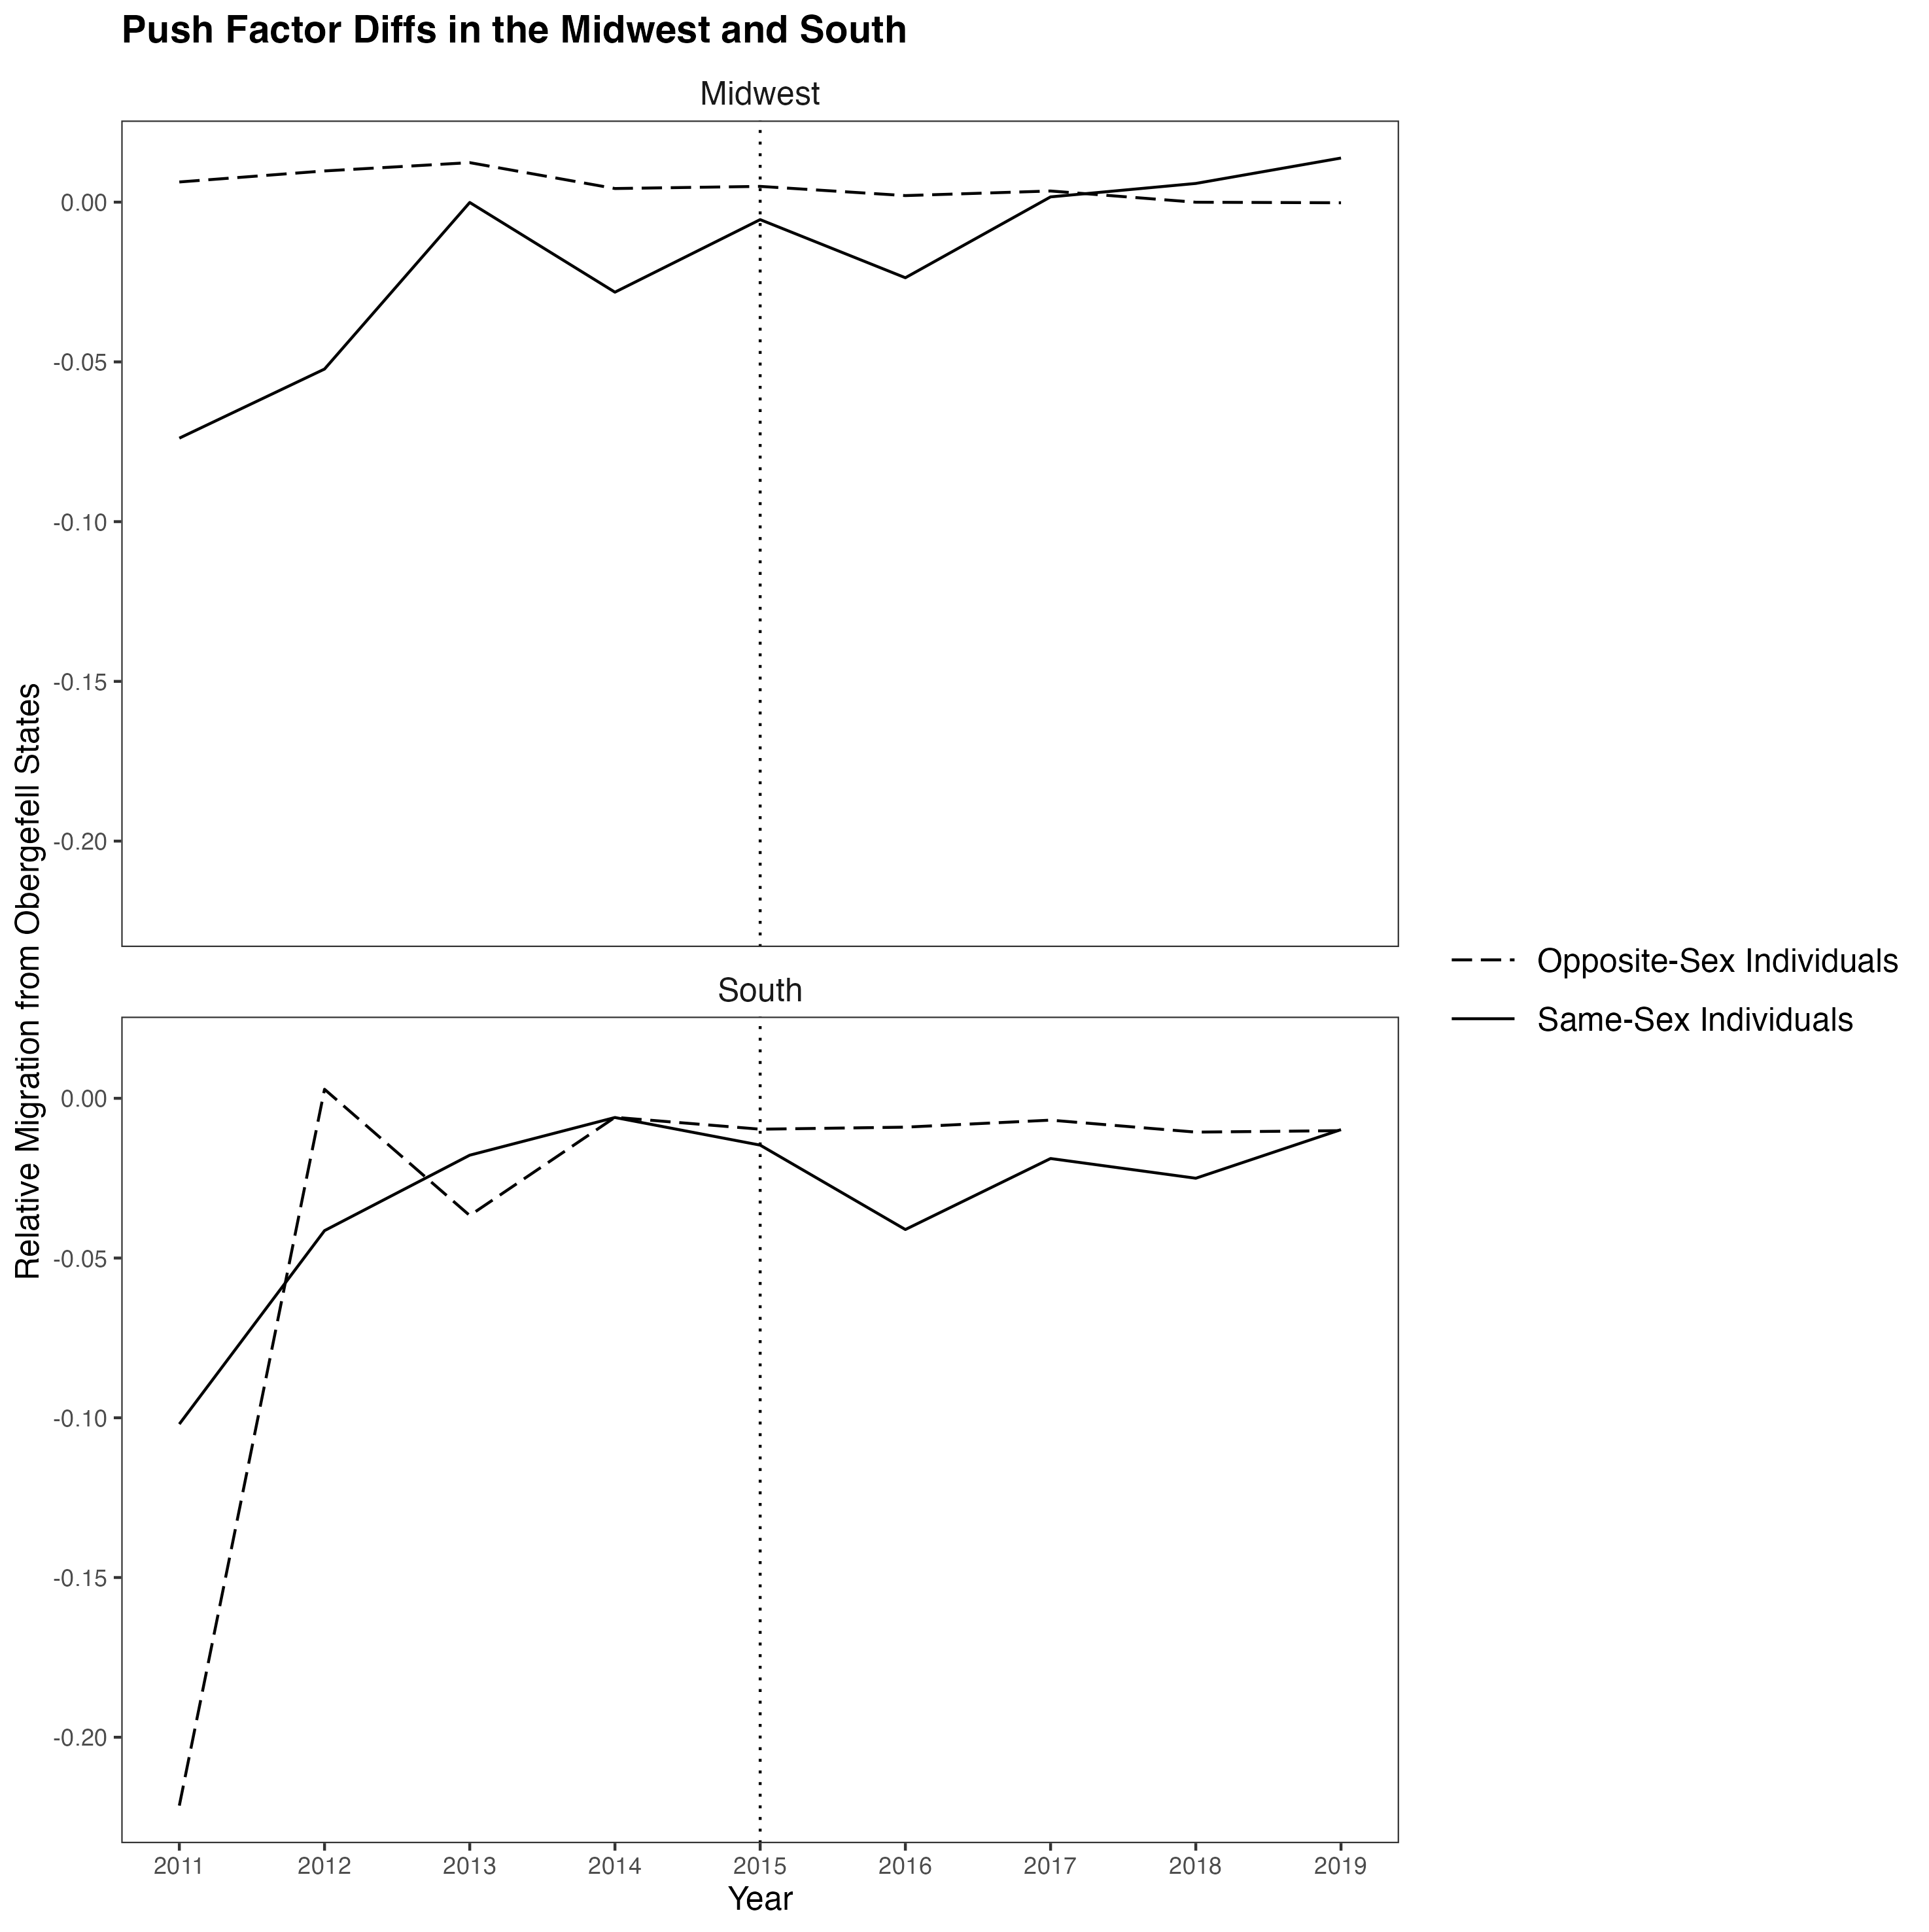 Push Factor Diffs in the Midwest and South
Midwest
0.00
-0.05
-0.10
-0.15
-0.20
Relative Migration from Obergefell States
South
0.00
-0.05
-0.10
-0.15
-0.20
2011 2012 2013 2014 2015 2016 2017 2018 2019
Year
Opposite-Sex Individuals
Same-Sex Individuals